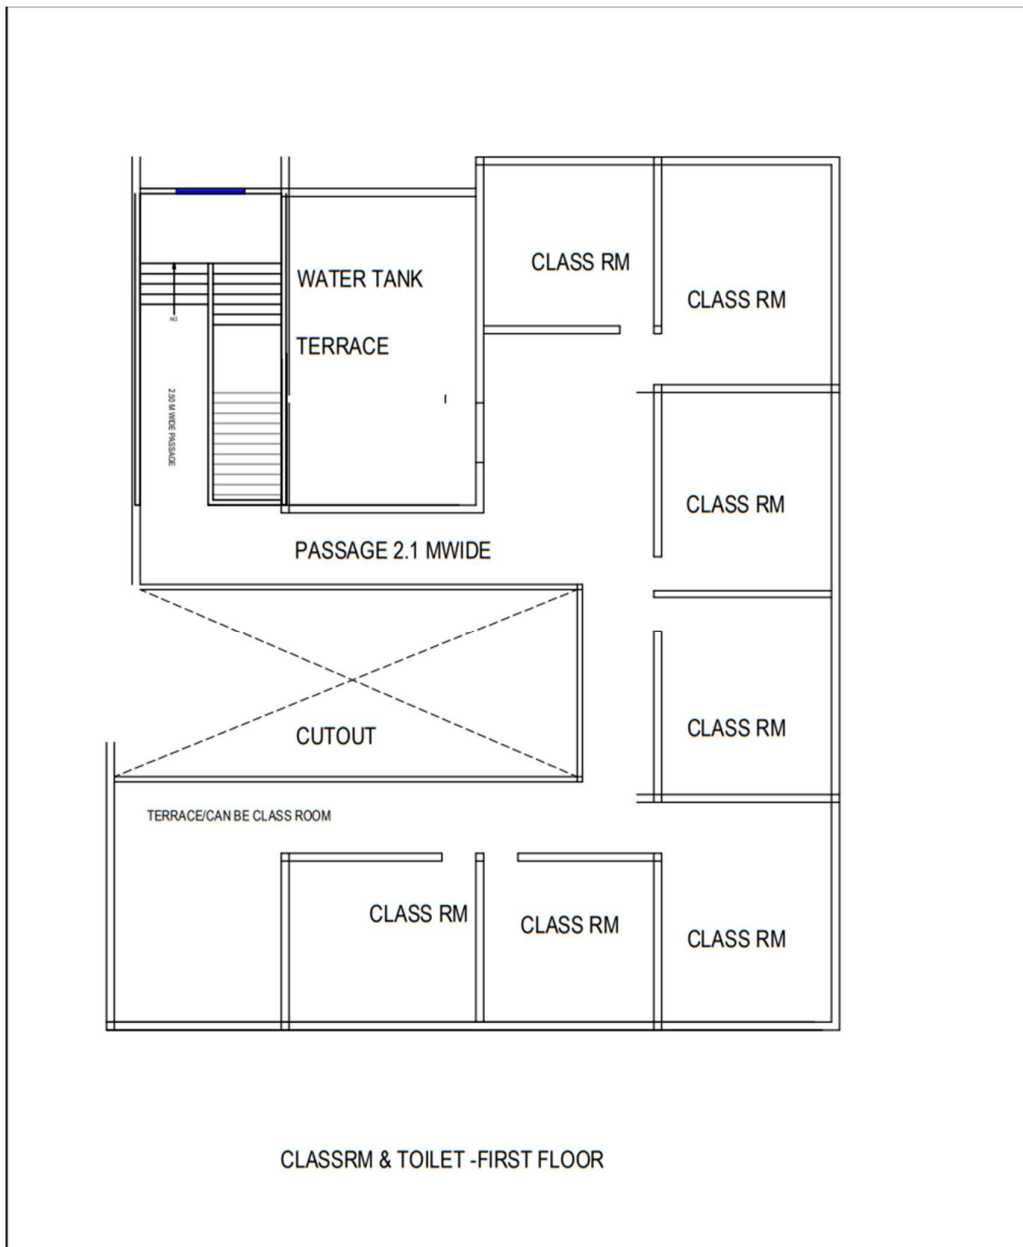 CLASS RM
WATER TANK
CLASS RM
TERRACE
2.50 M WIDE PASSAGE
CLASS RM
PASSAGE 2.1 MWIDE
CLASS RM
CUTOUT
TERRACE/CAN BE CLASS ROOM
CLASS RM
CLASS RM
CLASS RM
CLASSRM & TOILET -FIRST FLOOR